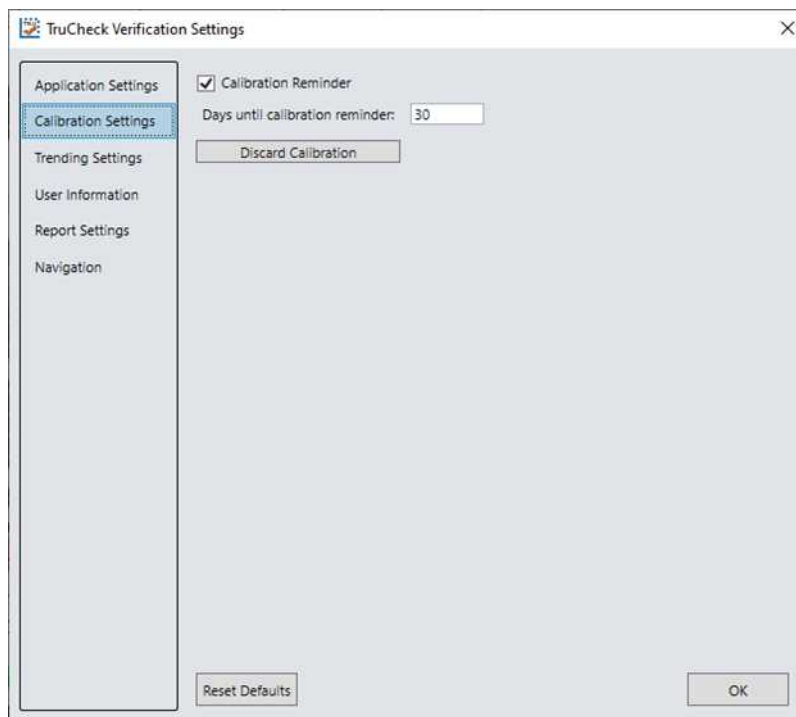 TruCheck Verification Settings
Application Settings
Calibration Settings
Trending Settings
User Information
Report Settings
Navigation
Calibration Reminder
Days until calibration reminder: 30
Discard Calibration
Reset Defaults
OK